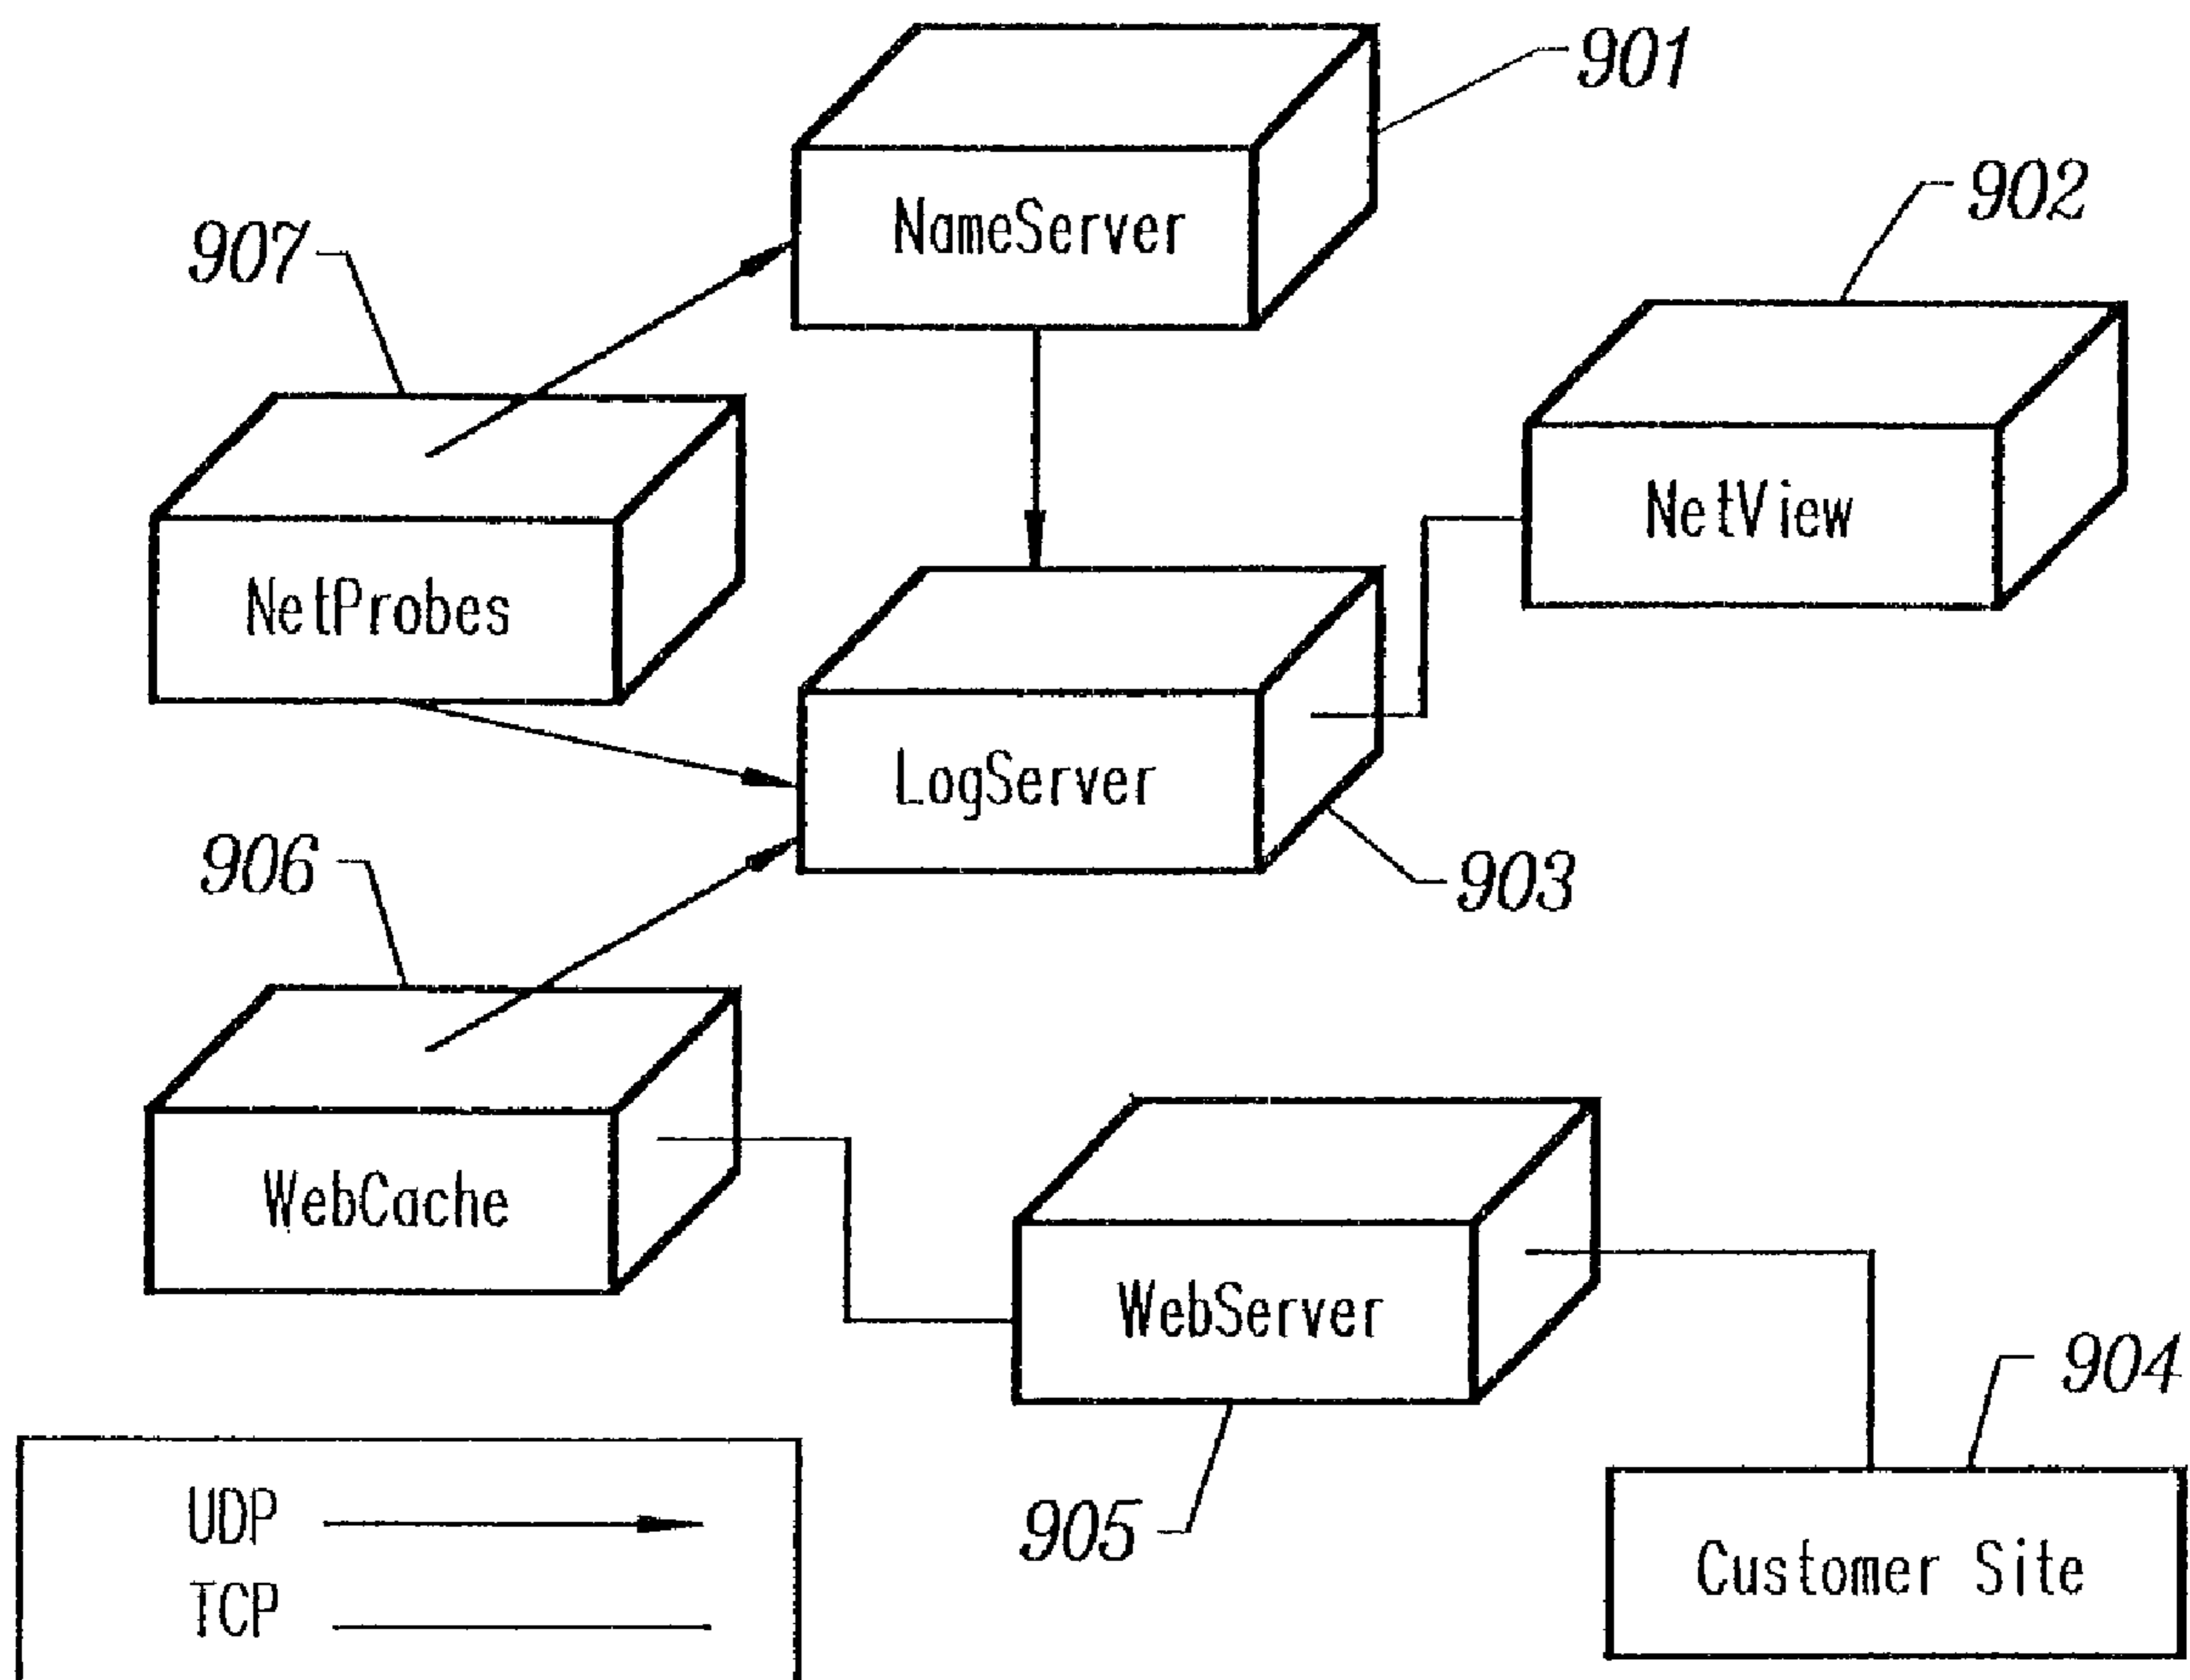 901
NameServer
902
907
NetView
NetProbes
LogServer
906
903
WebCache
WebServer
904
UDP
905
Customer Site
TCP